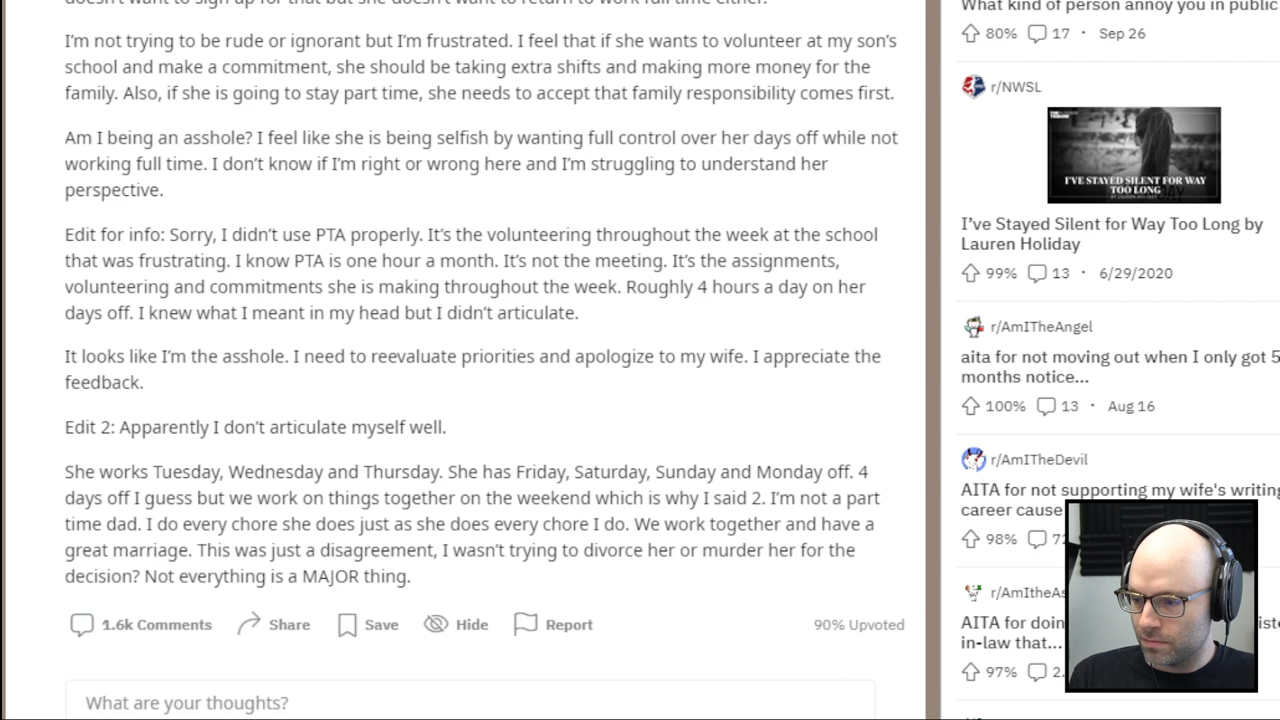 doesn't want to sign up for that but she doesn't want to return to work full time either.
I'm not trying to be rude or ignorant but I'm frustrated. I feel that if she wants to volunteer at my son's
school and make a commitment, she should be taking extra shifts and making more money for the
family. Also, if she is going to stay part time, she needs to accept that family responsibility comes first.
Am I being an asshole? I feel like she is being selfish by wanting full control over her days off while not
working full time. I don't know if I'm right or wrong here and I'm struggling to understand her
perspective.
Edit for info: Sorry, I didn't use PTA properly. It's the volunteering throughout the week at the school
that was frustrating. I know PTA is one hour a month. It's not the meeting. It's the assignments,
volunteering and commitments she is making throughout the week. Roughly 4 hours a day on her
days off. I knew what I meant in my head but I didn't articulate.
It looks like I'm the asshole. I need to reevaluate priorities and apologize to my wife. I appreciate the
feedback.
Edit 2: Apparently I don't articulate myself well.
She works Tuesday, Wednesday and Thursday. She has Friday, Saturday, Sunday and Monday off. 4
days off I guess but we work on things together on the weekend which is why I said 2. I'm not a part
time dad. I do every chore she does just as she does every chore I do. We work together and have a
great marriage. This was just a disagreement, I wasn't trying to divorce her or murder her for the
decision? Not everything is a MAJOR thing.
1.6k Comments Share Save Hide Report 90% Upvoted
What are your thoughts?
What kind of person annoy you in public
80% 17 · Sep 26
r/NWSL
I'VE STAYED SILENT FOR WAY
TOO LONG
I've Stayed Silent for Way Too Long by
Lauren Holiday
99% 13 · 6/29/2020
r/AmITheAngel
aita for not moving out when I only got 5
months notice...
100% 13 · Aug 16
r/AmITheDevil
AITA for not supporting my wife's writing
career cause
98%
r/AmItheAs
AITA for doin
in-law that...
97% 2.